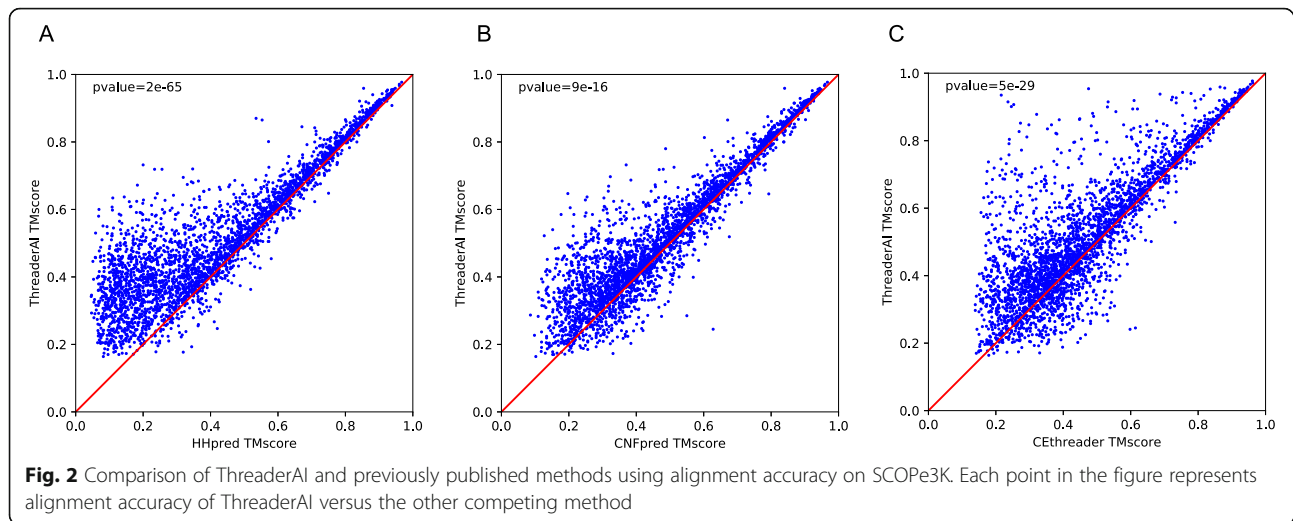 A
B
C
pvalue=2e-65
1.0
0.8
0.6
0.4
0.2
0.0
ThreaderAI TMscore
0.0 0.2 0.4 0.6 0.8 1.0
HHpred TMscore
pvalue=9e-16
1.0
0.8
0.6
0.4
0.2
0.0
ThreaderAI TMscore
0.0 0.2 0.4 0.6 0.8 1.0
CNFpred TMscore
pvalue=5e-29
1.0
0.8
0.6
0.4
0.2
0.0
ThreaderAI TMscore
0.0 0.2 0.4 0.6 0.8 1.0
CEthreader TMscore
Fig. 2 Comparison of ThreaderAI and previously published methods using alignment accuracy on SCOPe3K. Each point in the figure represents
alignment accuracy of ThreaderAI versus the other competing method